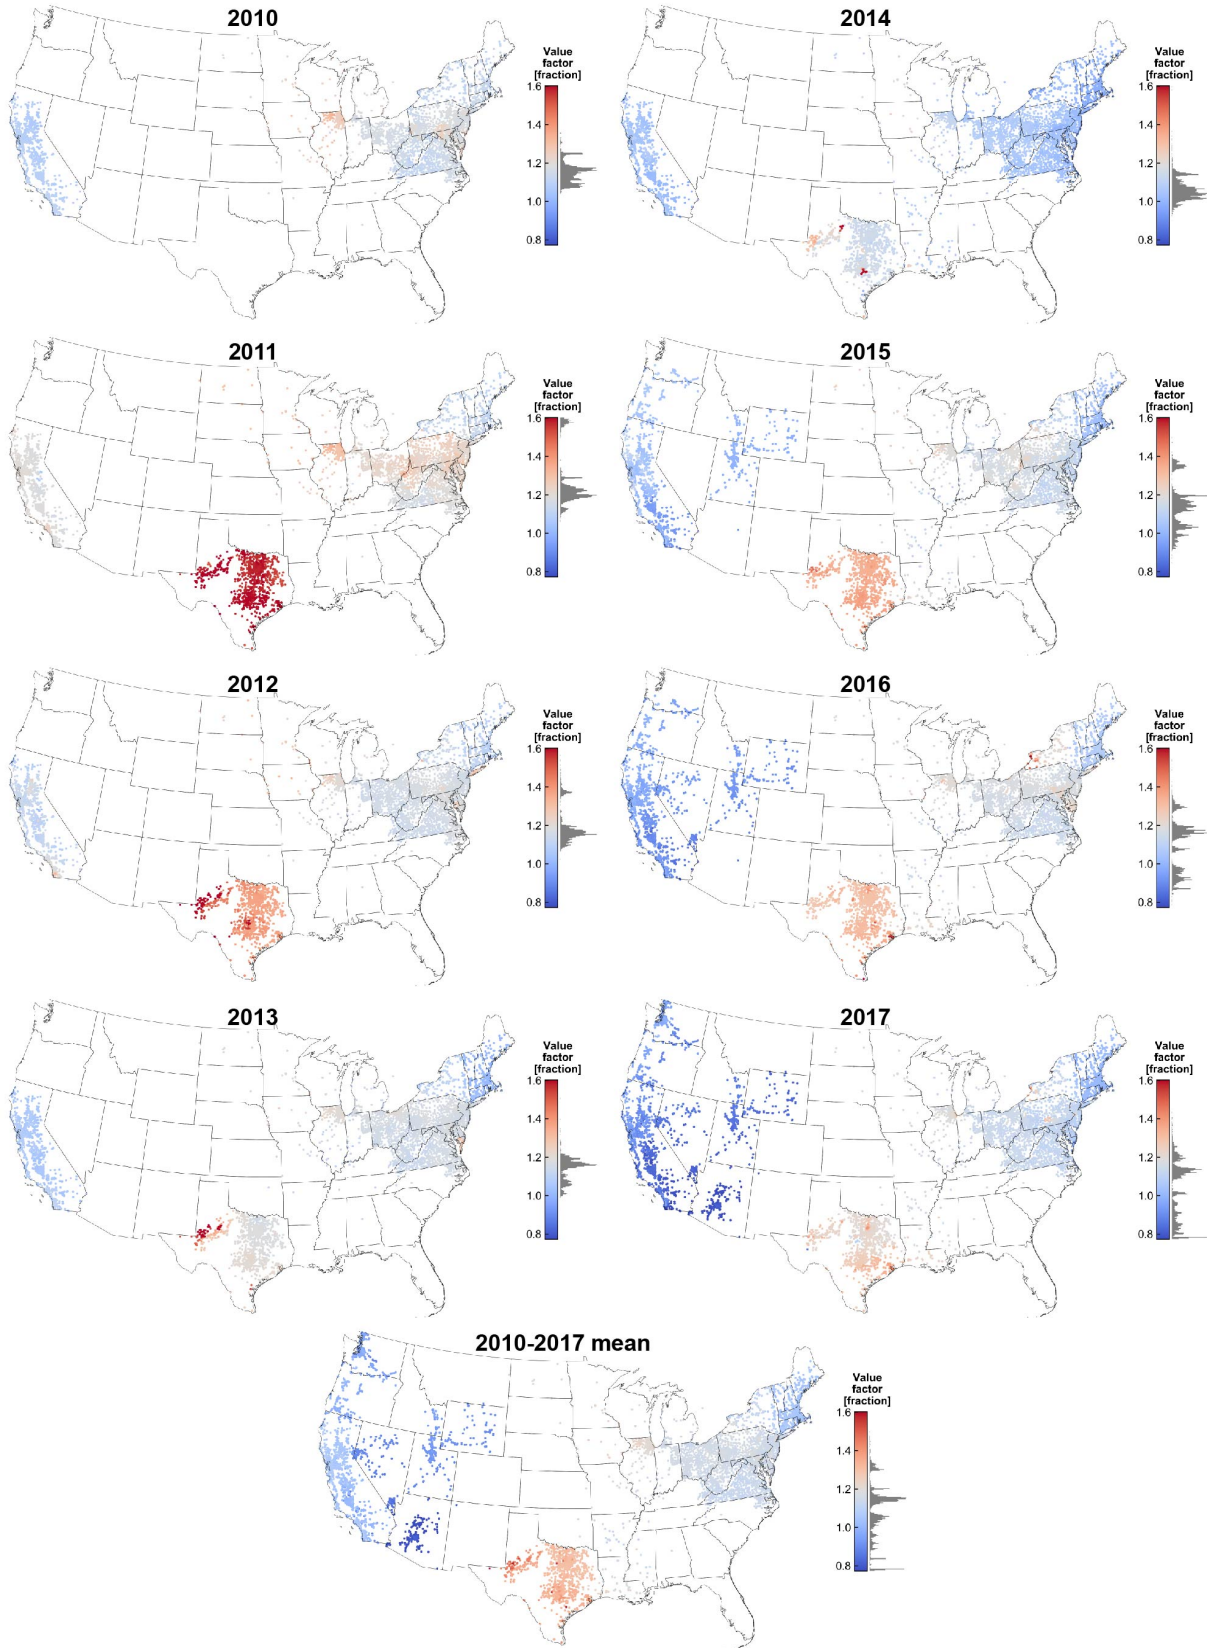 2010
Value
factor
[fraction]
1.6
1.4
1.2
1.0
0.8
2014
Value
factor
[fraction]
1.6
1.4
1.2
1.0
0.8
2011
Value
factor
[fraction]
1.6
1.4
1.2
1.0
0.8
2015
Value
factor
[fraction]
1.6
1.4
1.2
1.0
0.8
2012
Value
factor
[fraction]
1.6
1.4
1.2
1.0
0.8
2016
Value
factor
[fraction]
1.6
1.4
1.2
1.0
0.8
2013
Value
factor
[fraction]
1.6
1.4
1.2
1.0
0.8
2017
Value
factor
[fraction]
1.6
1.4
1.2
1.0
0.8
2010-2017 mean
Value
factor
[fraction]
1.6
1.4
1.2
1.0
0.8